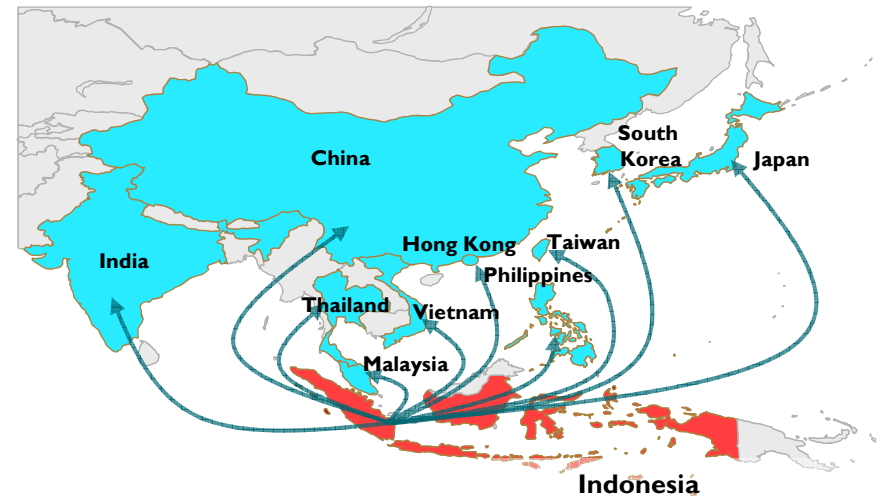 South
Korea
China
Japan
Hong Kong
Taiwan
India
Philippines
Thailand
Vietnam
Malaysia
Indonesia